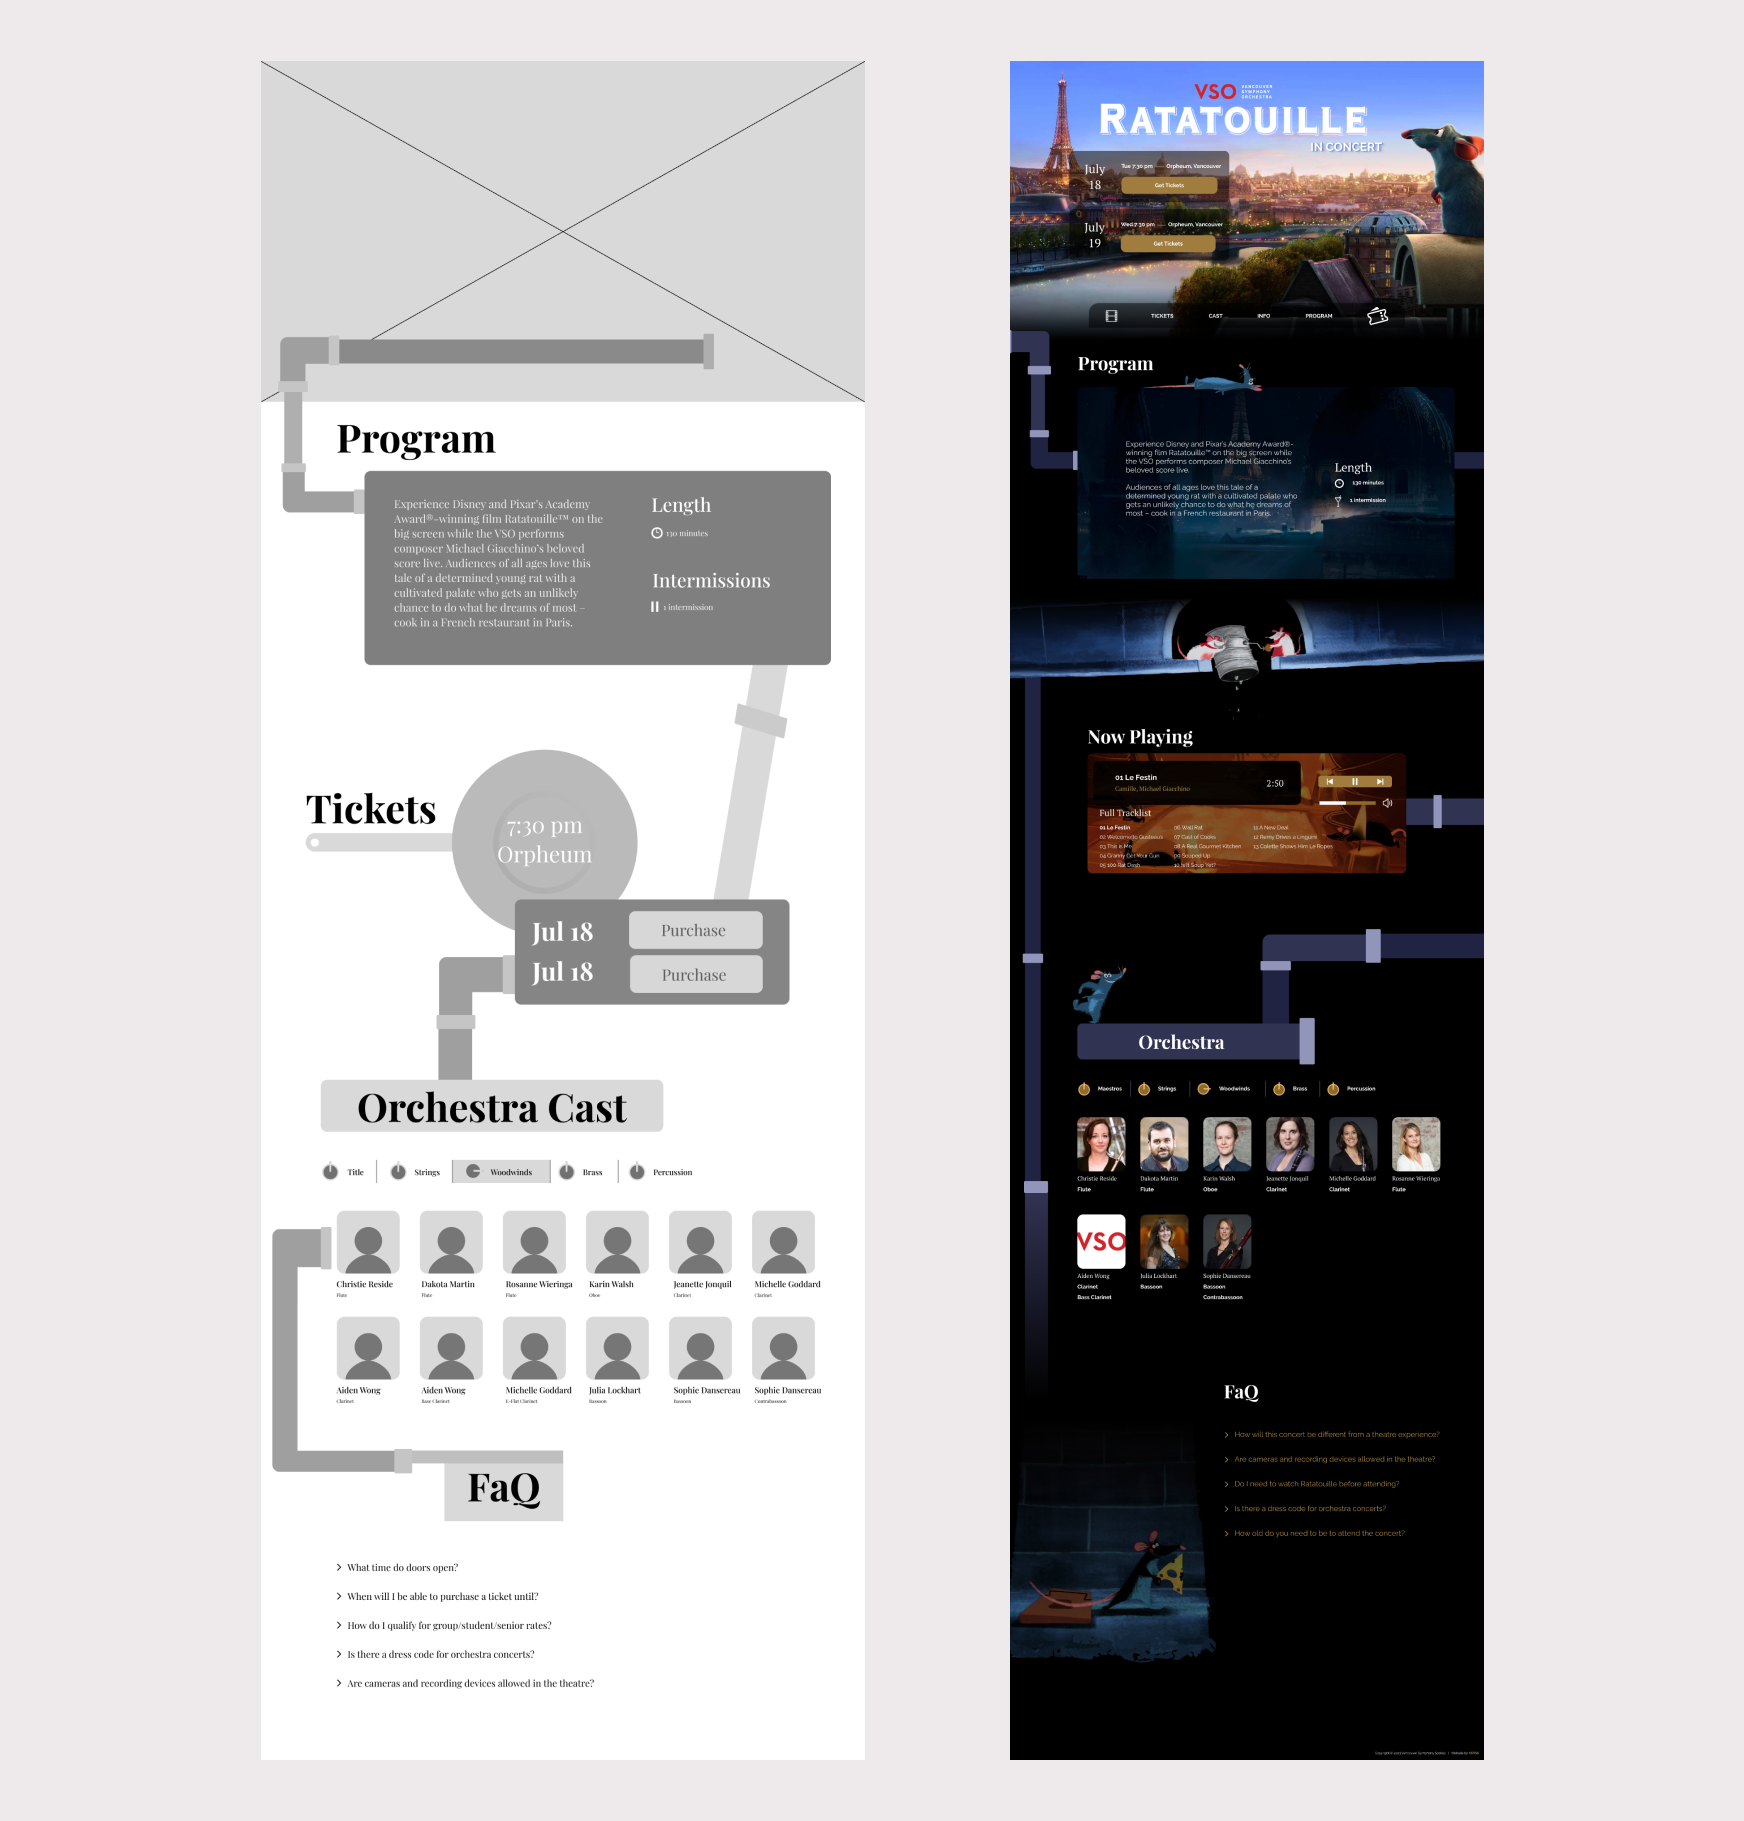 Program
Experience Disney and Pixar's Academy
Award®-winning film Ratatouille™ on the
big screen while the VSO performs
composer Michael Giacchino's beloved
score live. Audiences of all ages love this
tale of a determined young rat with a
cultivated palate who gets an unlikely
chance to do what he dreams of most –
cook in a French restaurant in Paris.
Length
130 minutes
Intermissions
1 intermission
Tickets
7:30 pm
Orpheum
Jul 18 Purchase
Jul 18 Purchase
Orchestra Cast
Title Strings Woodwinds Brass Percussion
Christie Reside Dakota Martin Rosanne Wieringa Karin Walsh Jeanette Jonquil Michelle Goddard
Flute Flute Flute Oboe Clarinet Clarinet
Aiden Wong Aiden Wong Michelle Goddard Julia Lockhart Sophie Dansereau Sophie Dansereau
Clarinet Bass Clarinet E-Flat Clarinet Bassoon Bassoon Contrabassoon
FaQ
What time do doors open?
When will I be able to purchase a ticket until?
How do I qualify for group/student/senior rates?
Is there a dress code for orchestra concerts?
Are cameras and recording devices allowed in the theatre?
VSO VANCOUVER
SYMPHONY
ORCHESTRA
RATATOUILLE
IN CONCERT
July
18
Tue 7:30 pm Orpheum, Vancouver
Get Tickets
July
19
Wed 7:30 pm Orpheum, Vancouver
Get Tickets
TICKETS CAST INFO PROGRAM
Program
Experience Disney and Pixar's Academy Award®-
winning film Ratatouille™ on the big screen while
the VSO performs composer Michael Giacchino's
beloved score live.
Audiences of all ages love this tale of a
determined young rat with a cultivated palate who
gets an unlikely chance to do what he dreams of
most – cook in a French restaurant in Paris.
Length
130 minutes
1 intermission
Now Playing
01 Le Festin
Camille, Michael Giacchino
2:50
Full Tracklist
01 Le Festin 06 Wall Rat 11 A New Deal
02 Welcome to Gusteau's 07 Cast of Cooks 12 Remy Drives a Linguini
03 This is Me 08 A Real Gourmet Kitchen 13 Colette Shows Him Le Ropes
04 Granny Get Your Gun 09 Souped Up
05 100 Rat Dash 10 Is It Soup Yet?
Orchestra
Maestros Strings Woodwinds Brass Percussion
Christie Reside Dakota Martin Karin Walsh Jeanette Jonquil Michelle Goddard Rosanne Wieringa
Flute Flute Oboe Clarinet Clarinet Flute
VSO
Aiden Wong Julia Lockhart Sophie Dansereau
Clarinet Bassoon Bassoon
Bass Clarinet Contrabassoon
FaQ
How will this concert be different from a theatre experience?
Are cameras and recording devices allowed in the theatre?
Do I need to watch Ratatouille before attending?
Is there a dress code for orchestra concerts?
How old do you need to be to attend the concert?